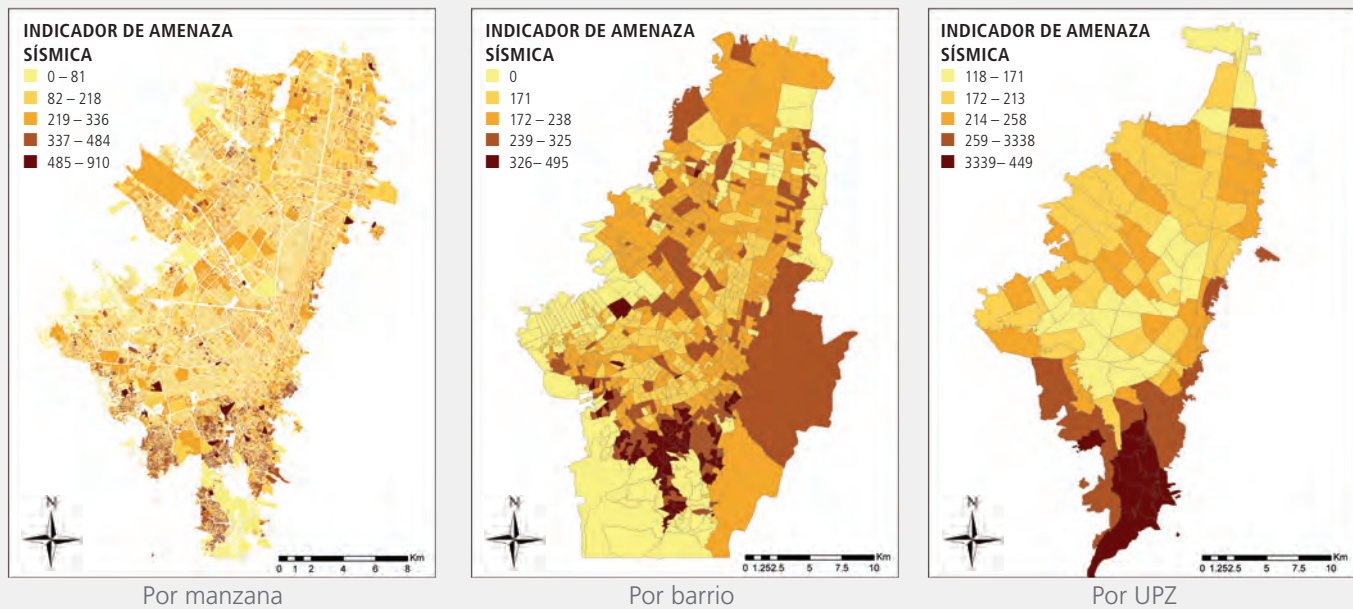 INDICADOR DE AMENAZA
SÍSMICA
0 – 81
82 – 218
219 – 336
337 – 484
485 – 910
N
Km
0 1 2 4 6 8
Por manzana
INDICADOR DE AMENAZA
SÍSMICA
0
171
172 – 238
239 – 325
326– 495
N
Km
0 1.252.5 5 7.5 10
Por barrio
INDICADOR DE AMENAZA
SÍSMICA
118 – 171
172 – 213
214 – 258
259 – 3338
3339– 449
N
Km
0 1.252.5 5 7.5 10
Por UPZ